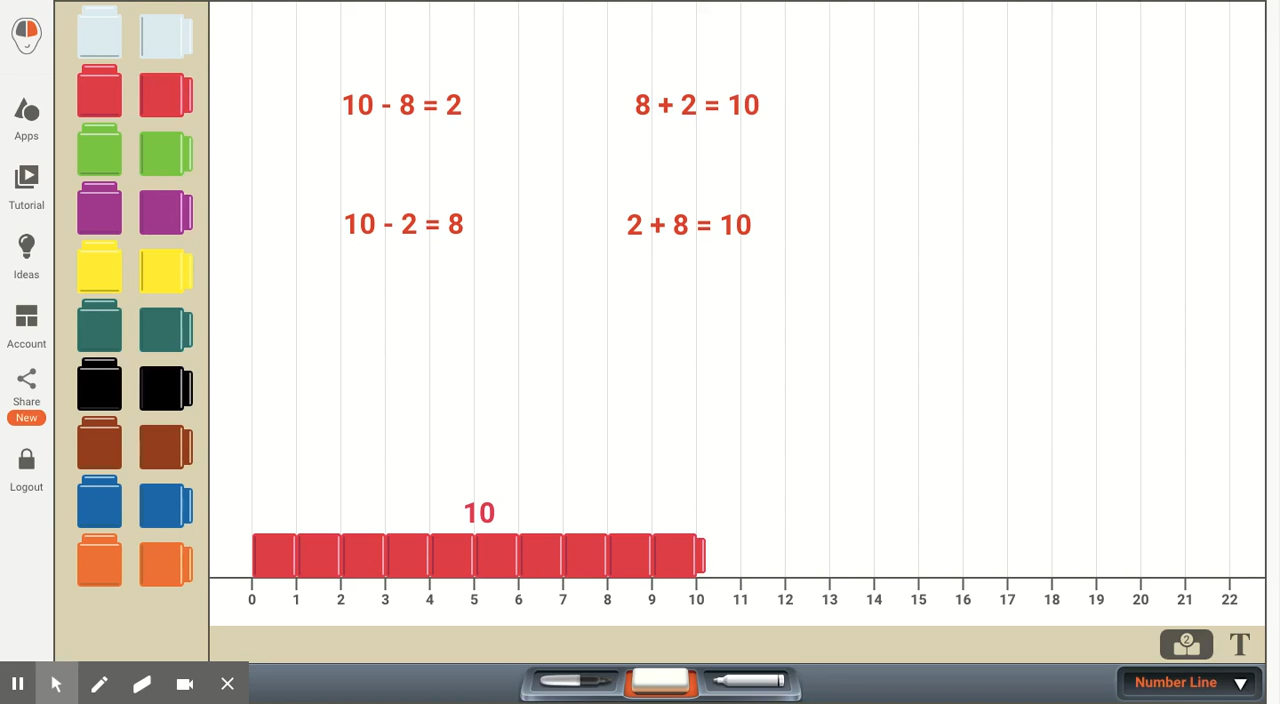 10 - 8 = 2
8 + 2 = 10
10 - 2 = 8
2 + 8 = 10
Apps
Tutorial
Ideas
Account
Share
New
Logout
10
0 1 2 3 4 5 6 7 8 9 10 11 12 13 14 15 16 17 18 19 20 21 22
2
T
Number Line